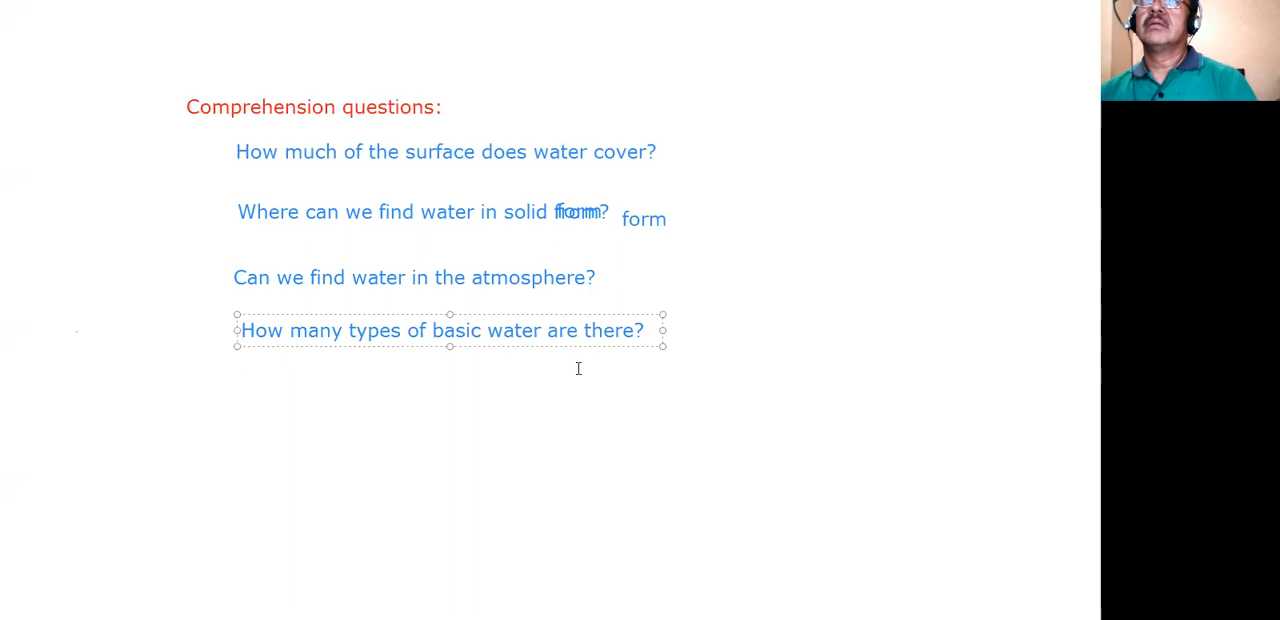 Comprehension questions:
How much of the surface does water cover?
Where can we find water in solid form?
form
Can we find water in the atmosphere?
How many types of basic water are there?